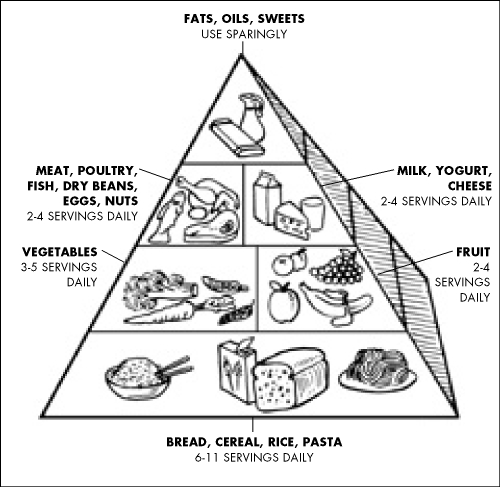 FATS, OILS, SWEETS
USE SPARINGLY
MEAT, POULTRY,
FISH, DRY BEANS,
EGGS, NUTS
2-4 SERVINGS DAILY
MILK, YOGURT,
CHEESE
2-4 SERVINGS DAILY
VEGETABLES
3-5 SERVINGS
DAILY
FRUIT
2-4
SERVINGS
DAILY
BREAD, CEREAL, RICE, PASTA
6-11 SERVINGS DAILY